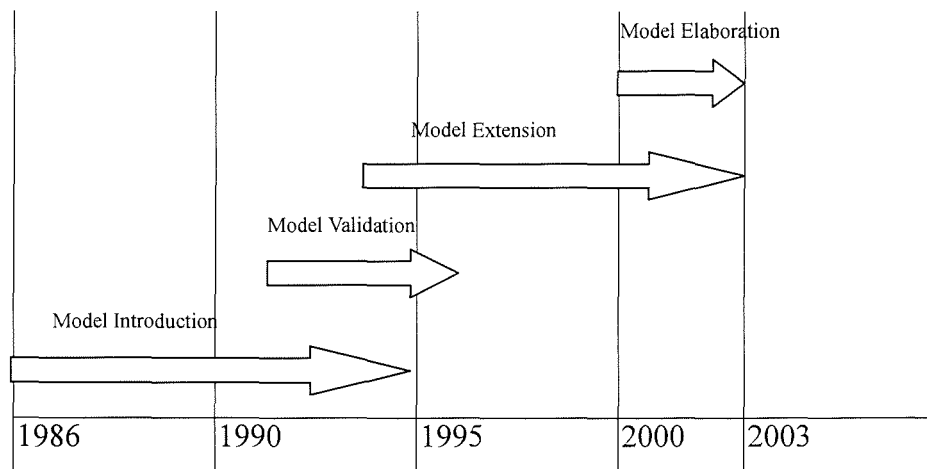 Model Elaboration
Model Extension
Model Validation
Model Introduction
1986 1990 1995 2000 2003